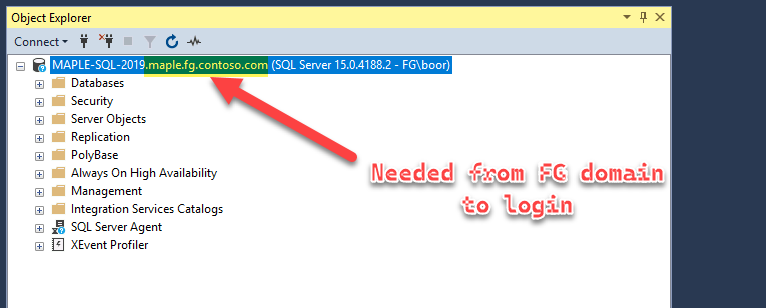 Object Explorer
Connect
MAPLE-SQL-2019.maple.fg.contoso.com (SQL Server 15.0.4188.2 - FG\boor)
Databases
Security
Server Objects
Replication
PolyBase
Always On High Availability
Management
Integration Services Catalogs
SQL Server Agent
XEvent Profiler
Needed from FG domain
to login